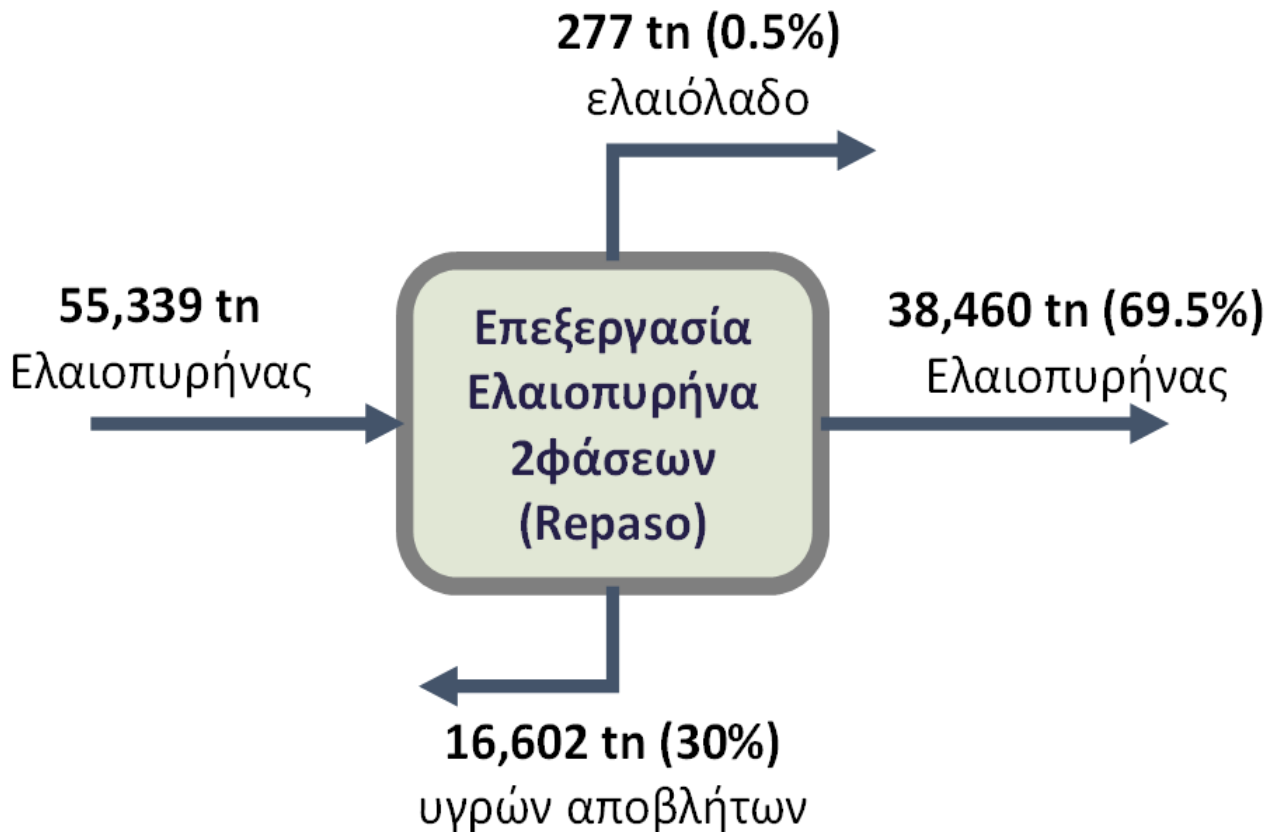 277 tn (0.5%)
ελαιόλαδο
55,339 tn
Ελαιοπυρήνας
Επεξεργασία
Ελαιοπυρήνα
2φάσεων
(Repaso)
38,460 tn (69.5%)
Ελαιοπυρήνας
16,602 tn (30%)
υγρών αποβλήτων